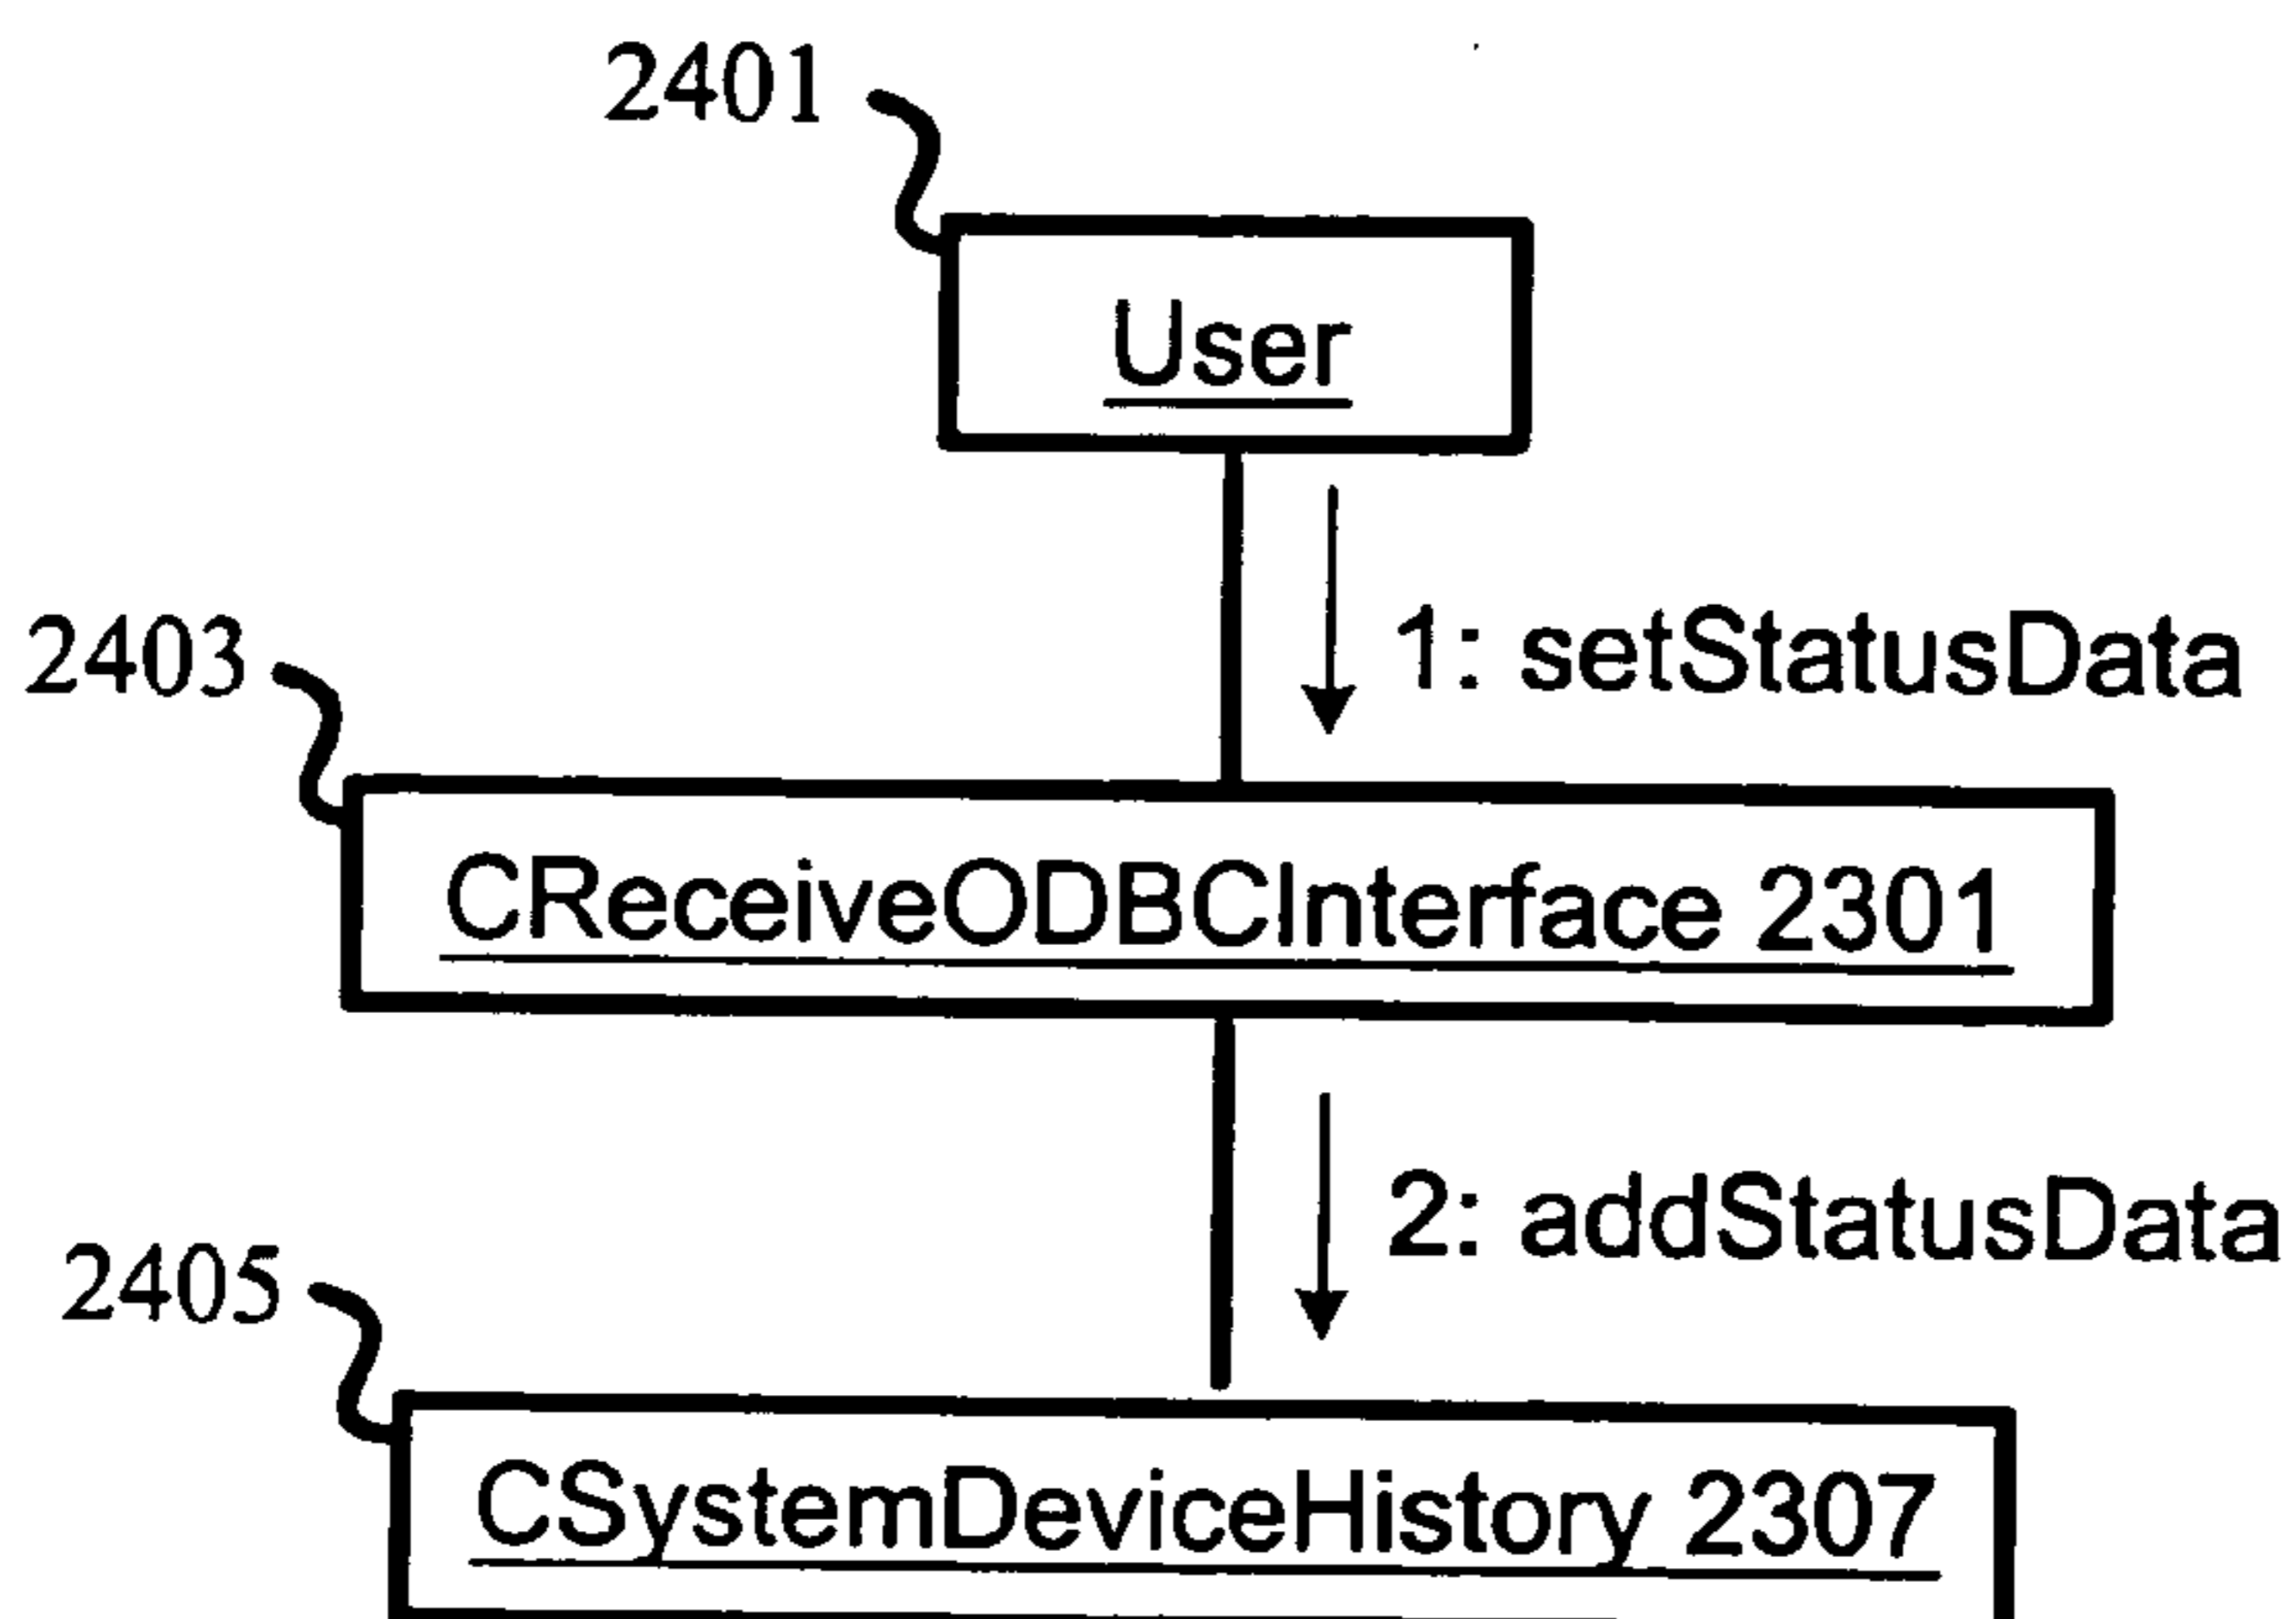 2401
User
1: setStatusData
2403
CReceiveODBCInterface 2301
2: addStatusData
2405
CSystemDeviceHistory 2307